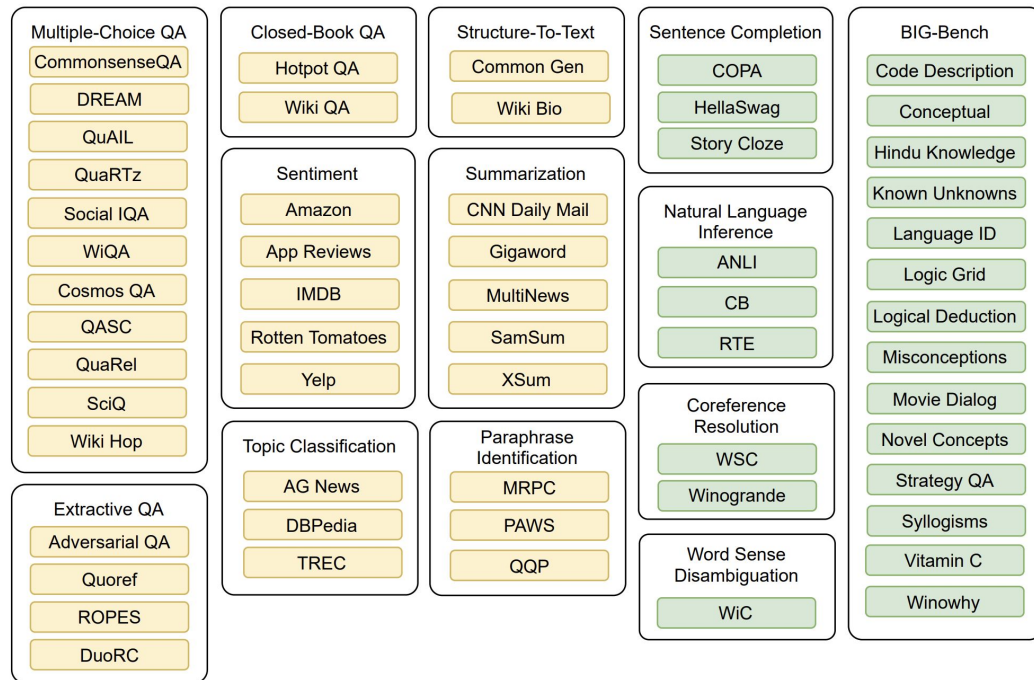 Multiple-Choice QA
CommonsenseQA
DREAM
QuAIL
QuaRTz
Social IQA
WiQA
Cosmos QA
QASC
QuaRel
SciQ
Wiki Hop
Extractive QA
Adversarial QA
Quoref
ROPES
DuoRC
Closed-Book QA
Hotpot QA
Wiki QA
Sentiment
Amazon
App Reviews
IMDB
Rotten Tomatoes
Yelp
Topic Classification
AG News
DBPedia
TREC
Structure-To-Text
Common Gen
Wiki Bio
Summarization
CNN Daily Mail
Gigaword
MultiNews
SamSum
XSum
Paraphrase
Identification
MRPC
PAWS
QQP
Sentence Completion
COPA
HellaSwag
Story Cloze
Natural Language
Inference
ANLI
CB
RTE
Coreference
Resolution
WSC
Winogrande
Word Sense
Disambiguation
WiC
BIG-Bench
Code Description
Conceptual
Hindu Knowledge
Known Unknowns
Language ID
Logic Grid
Logical Deduction
Misconceptions
Movie Dialog
Novel Concepts
Strategy QA
Syllogisms
Vitamin C
Winowhy